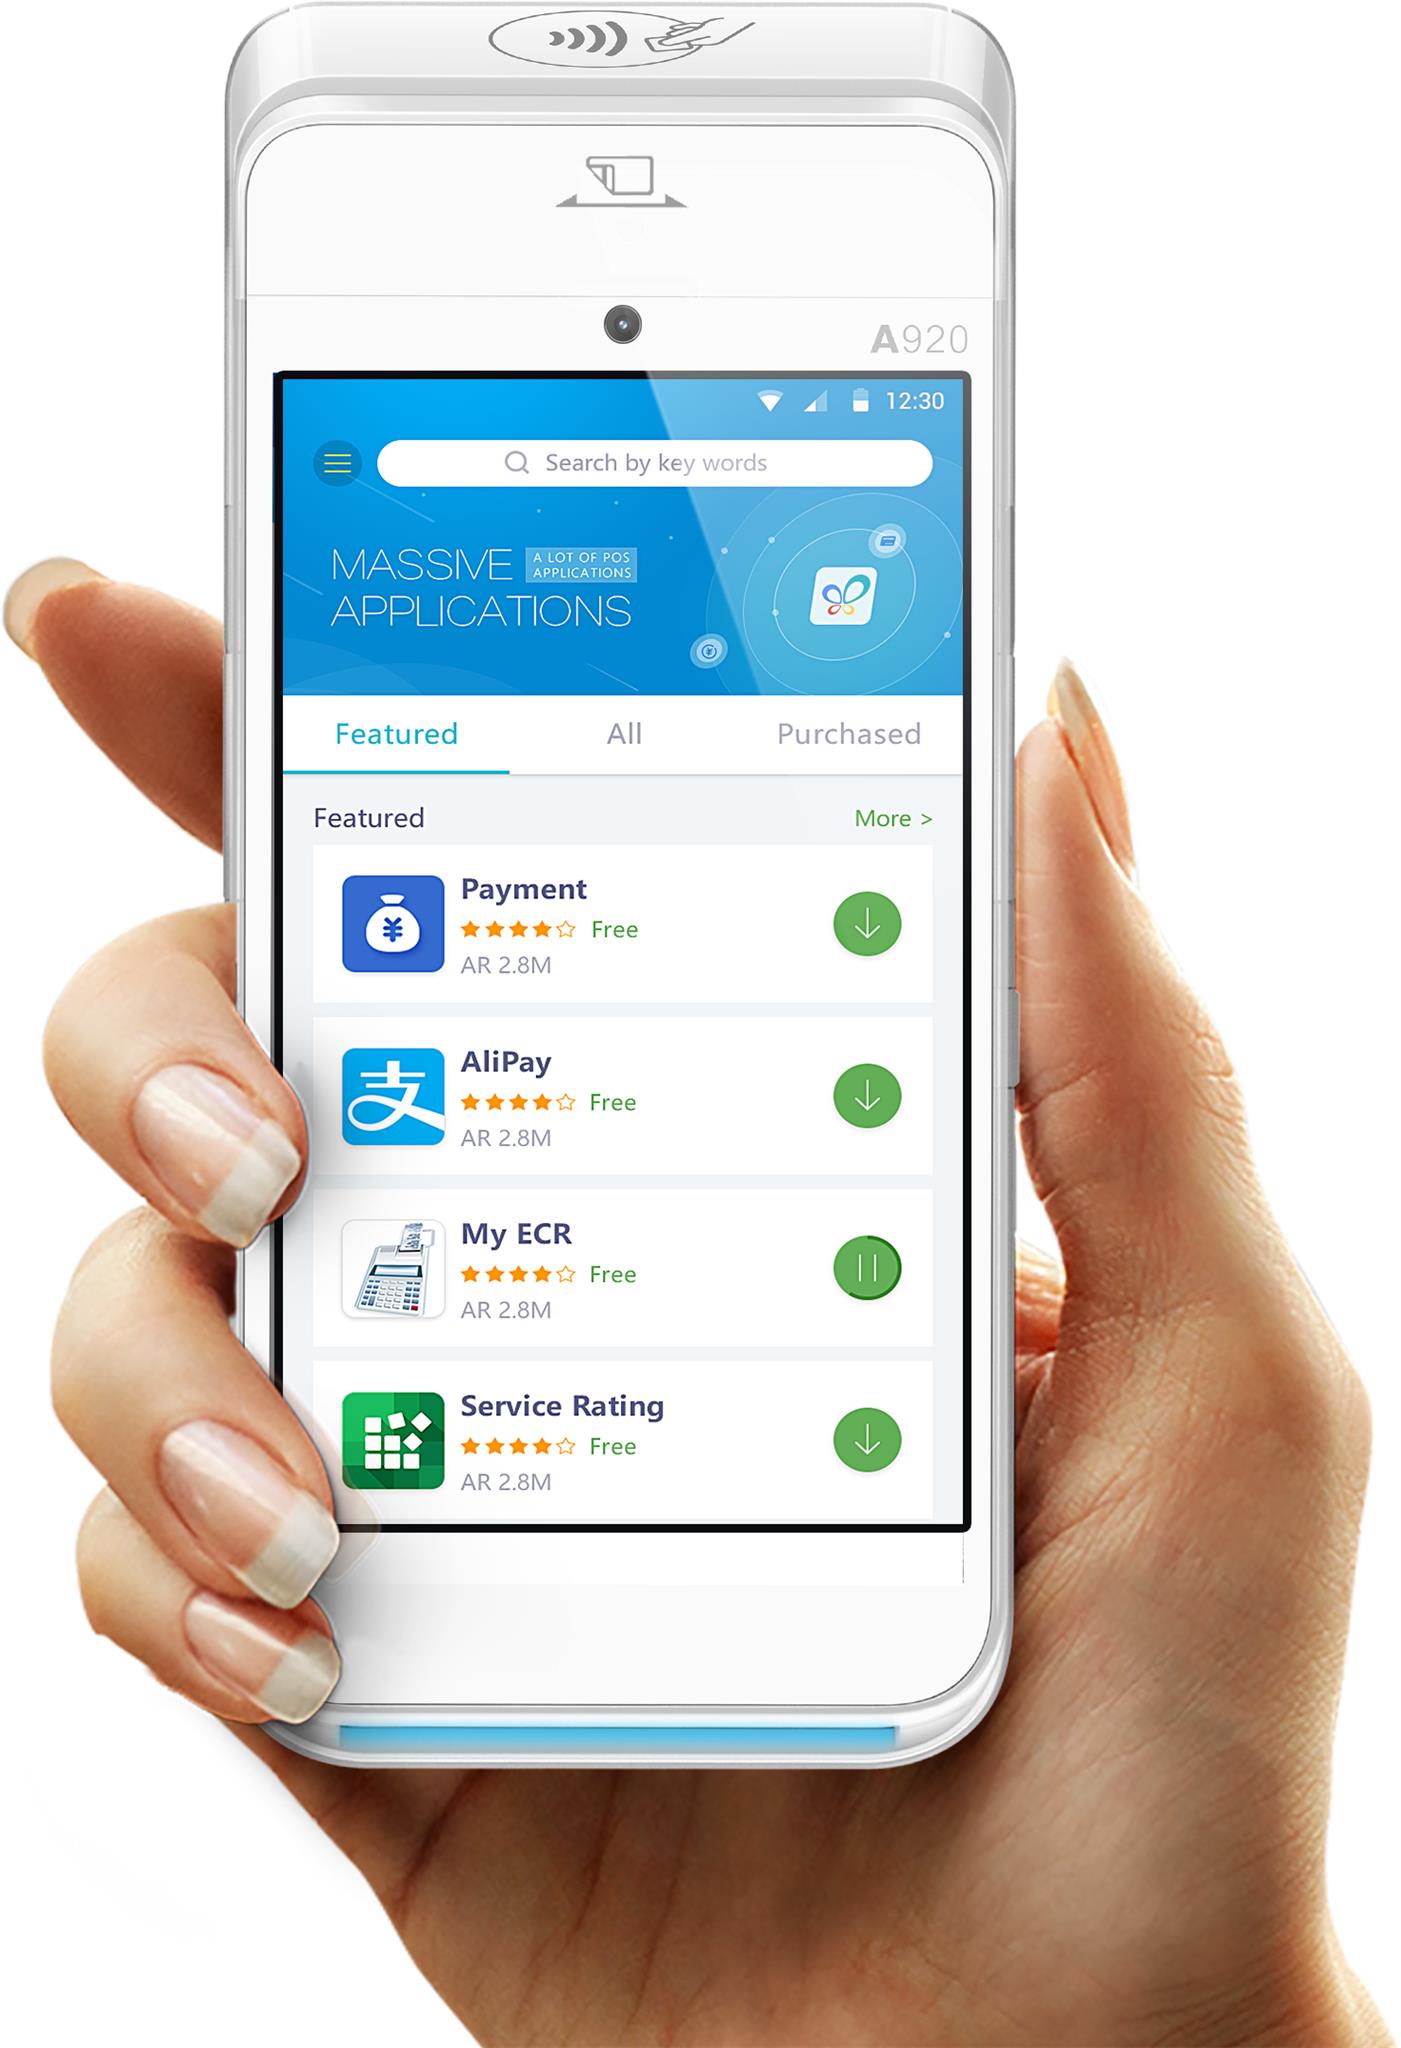 A920
12:30
Search by key words
MASSIVE
A LOT OF POS
APPLICATIONS
APPLICATIONS
Featured
All
Purchased
Featured
More >
Payment
Free
AR 2.8M
AliPay
支
Free
AR 2.8M
My ECR
Free
AR 2.8M
Service Rating
Free
AR 2.8M